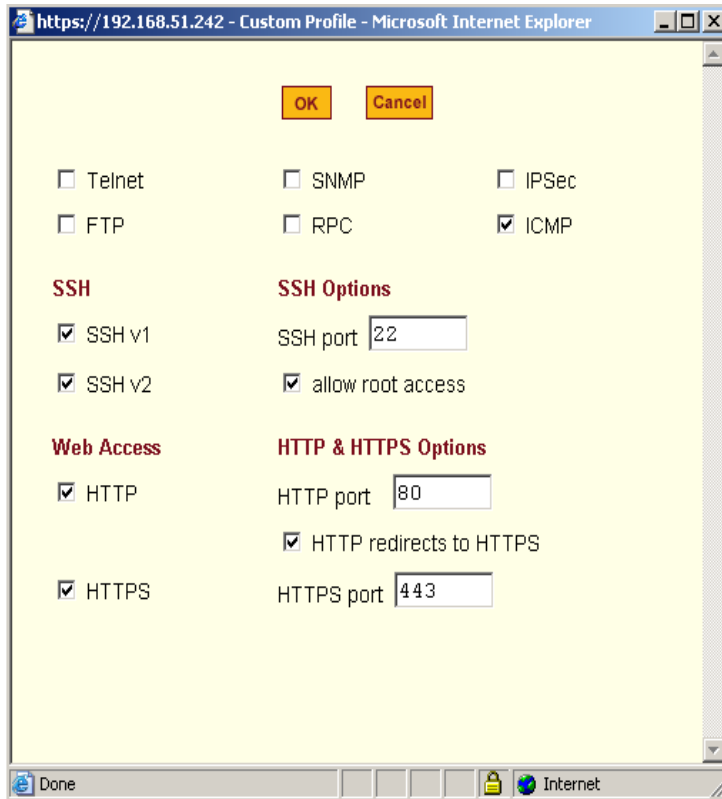 https://192.168.51.242 - Custom Profile - Microsoft Internet Explorer
OK Cancel
Telnet SNMP IPSec
FTP RPC ICMP
SSH SSH Options
SSH v1 SSH port 22
SSH v2 allow root access
Web Access HTTP & HTTPS Options
HTTP HTTP port 80
HTTP redirects to HTTPS
HTTPS HTTPS port 443
Done Internet